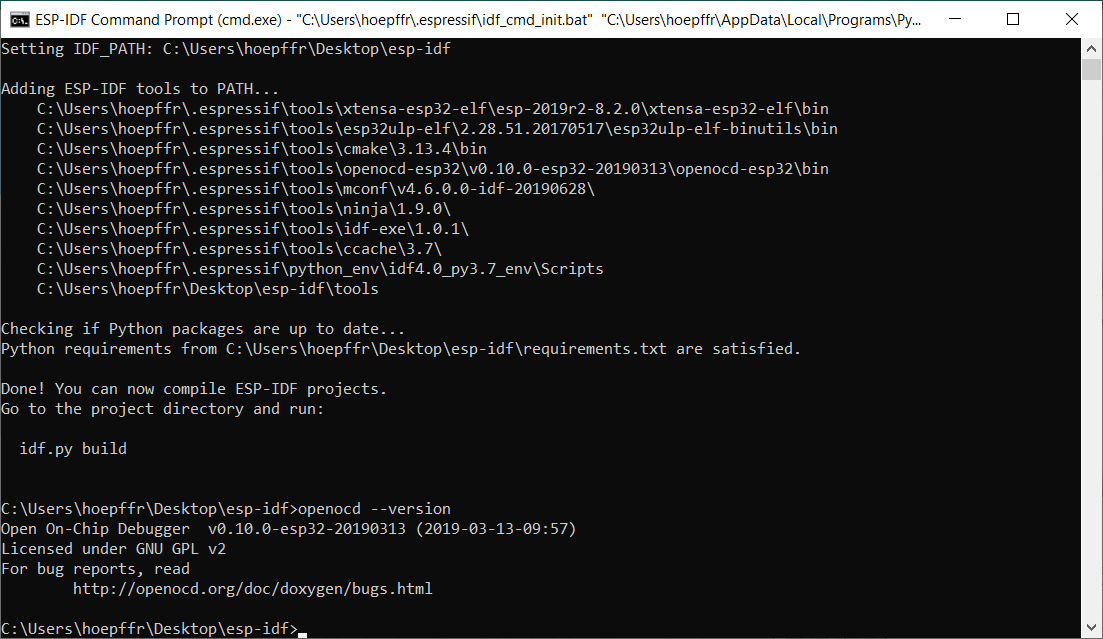 ESP-IDF Command Prompt (cmd.exe) - "C:\Users\hoepffr\.espressif\idf_cmd_init.bat"  "C:\Users\hoepffr\AppData\Local\Programs\Py...
Setting IDF_PATH: C:\Users\hoepffr\Desktop\esp-idf

Adding ESP-IDF tools to PATH...
    C:\Users\hoepffr\.espressif\tools\xtensa-esp32-elf\esp-2019r2-8.2.0\xtensa-esp32-elf\bin
    C:\Users\hoepffr\.espressif\tools\esp32ulp-elf\2.28.51.20170517\esp32ulp-elf-binutils\bin
    C:\Users\hoepffr\.espressif\tools\cmake\3.13.4\bin
    C:\Users\hoepffr\.espressif\tools\openocd-esp32\v0.10.0-esp32-20190313\openocd-esp32\bin
    C:\Users\hoepffr\.espressif\tools\mconf\v4.6.0.0-idf-20190628\
    C:\Users\hoepffr\.espressif\tools\ninja\1.9.0\
    C:\Users\hoepffr\.espressif\tools\idf-exe\1.0.1\
    C:\Users\hoepffr\.espressif\tools\ccache\3.7\
    C:\Users\hoepffr\.espressif\python_env\idf4.0_py3.7_env\Scripts
    C:\Users\hoepffr\Desktop\esp-idf\tools

Checking if Python packages are up to date...
Python requirements from C:\Users\hoepffr\Desktop\esp-idf\requirements.txt are satisfied.

Done! You can now compile ESP-IDF projects.
Go to the project directory and run:

  idf.py build


C:\Users\hoepffr\Desktop\esp-idf>openocd --version
Open On-Chip Debugger  v0.10.0-esp32-20190313 (2019-03-13-09:57)
Licensed under GNU GPL v2
For bug reports, read
        http://openocd.org/doc/doxygen/bugs.html

C:\Users\hoepffr\Desktop\esp-idf>